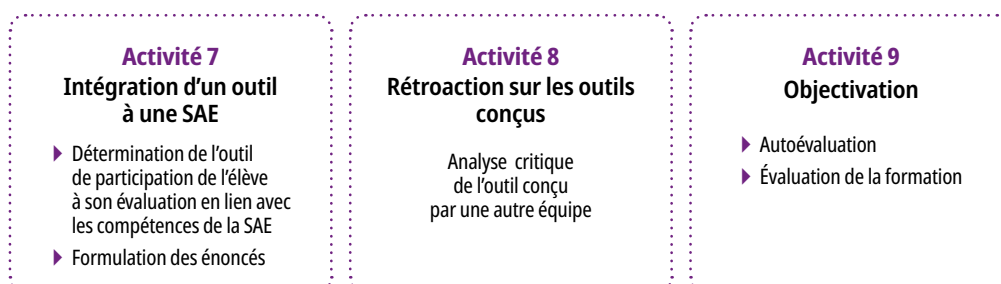 Activité 7
Intégration d'un outil
à une SAE
Détermination de l'outil
de participation de l'élève
à son évaluation en lien avec
les compétences de la SAE
Formulation des énoncés
Activité 8
Rétroaction sur les outils
conçus
Analyse critique
de l'outil conçu
par une autre équipe
Activité 9
Objectivation
Autoévaluation
Évaluation de la formation